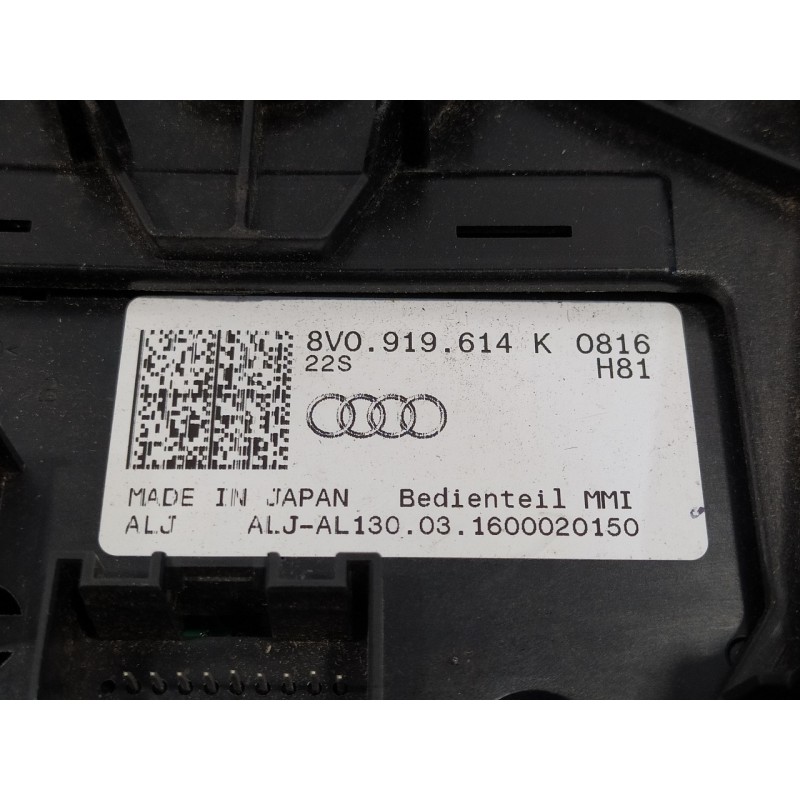 8V0.919.614 K 0816
22S H81
MADE IN JAPAN Bedienteil MMI
ALJ ALJ-AL130.03.1600020150